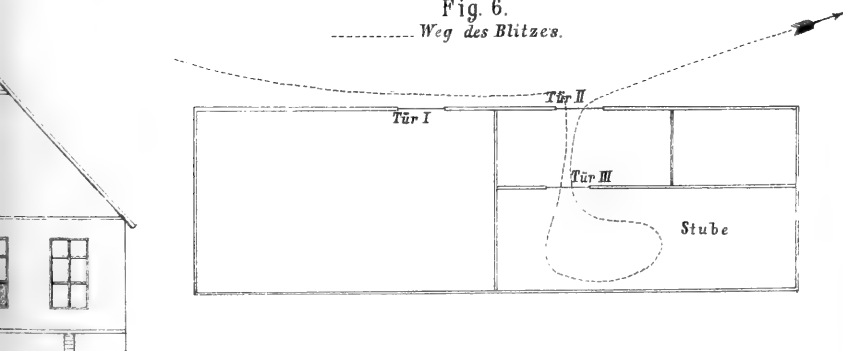 Fig. 6.
Weg des Blitzes.
Tür II
Tür I
Tür III
Stube